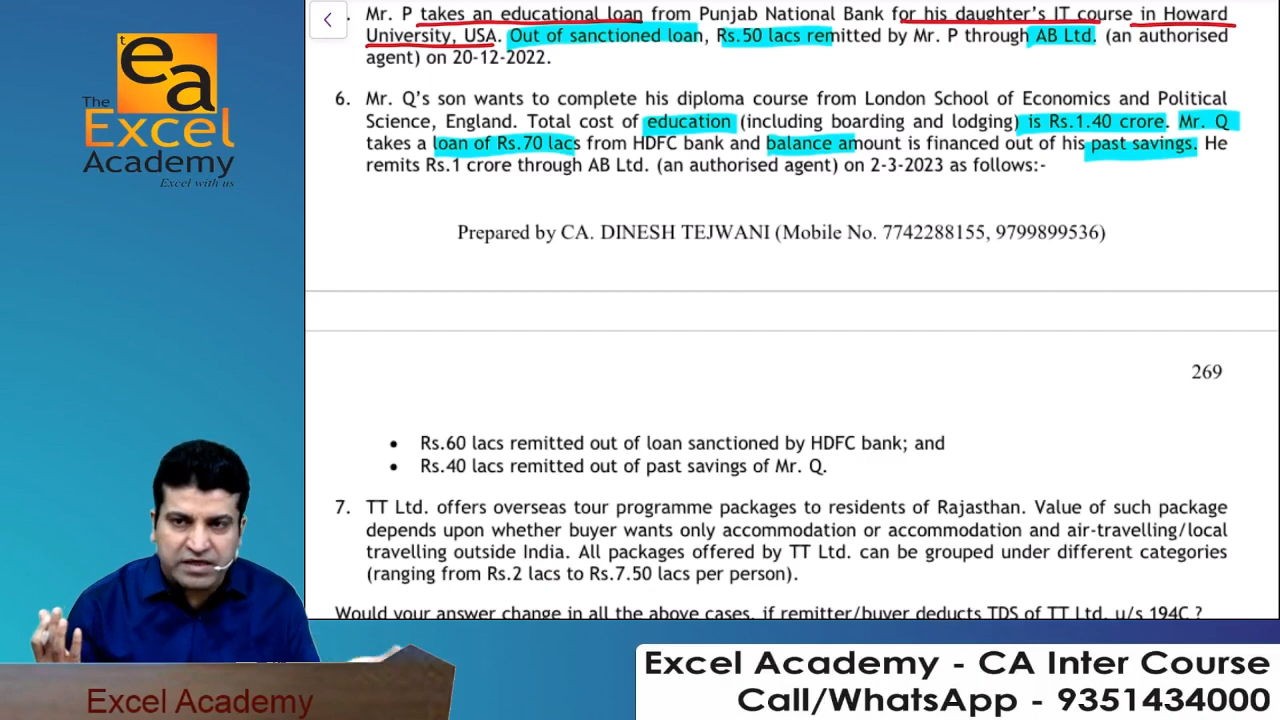 t
ea
The
Excel
Academy
Excel with us
. Mr. P takes an educational loan from Punjab National Bank for his daughter's IT course in Howard
University, USA. Out of sanctioned loan, Rs.50 lacs remitted by Mr. P through AB Ltd. (an authorised
agent) on 20-12-2022.
6. Mr. Q's son wants to complete his diploma course from London School of Economics and Political
Science, England. Total cost of education (including boarding and lodging) is Rs.1.40 crore. Mr. Q
takes a loan of Rs.70 lacs from HDFC bank and balance amount is financed out of his past savings. He
remits Rs.1 crore through AB Ltd. (an authorised agent) on 2-3-2023 as follows:-
Prepared by CA. DINESH TEJWANI (Mobile No. 7742288155, 9799899536)
269
• Rs.60 lacs remitted out of loan sanctioned by HDFC bank; and
• Rs.40 lacs remitted out of past savings of Mr. Q.
7. TT Ltd. offers overseas tour programme packages to residents of Rajasthan. Value of such package
depends upon whether buyer wants only accommodation or accommodation and air-travelling/local
travelling outside India. All packages offered by TT Ltd. can be grouped under different categories
(ranging from Rs.2 lacs to Rs.7.50 lacs per person).
Would your answer change in all the above cases, if remitter/buyer deducts TDS of TT Ltd. u/s 194C ?
Excel Academy
Excel Academy - CA Inter Course
Call/WhatsApp - 9351434000